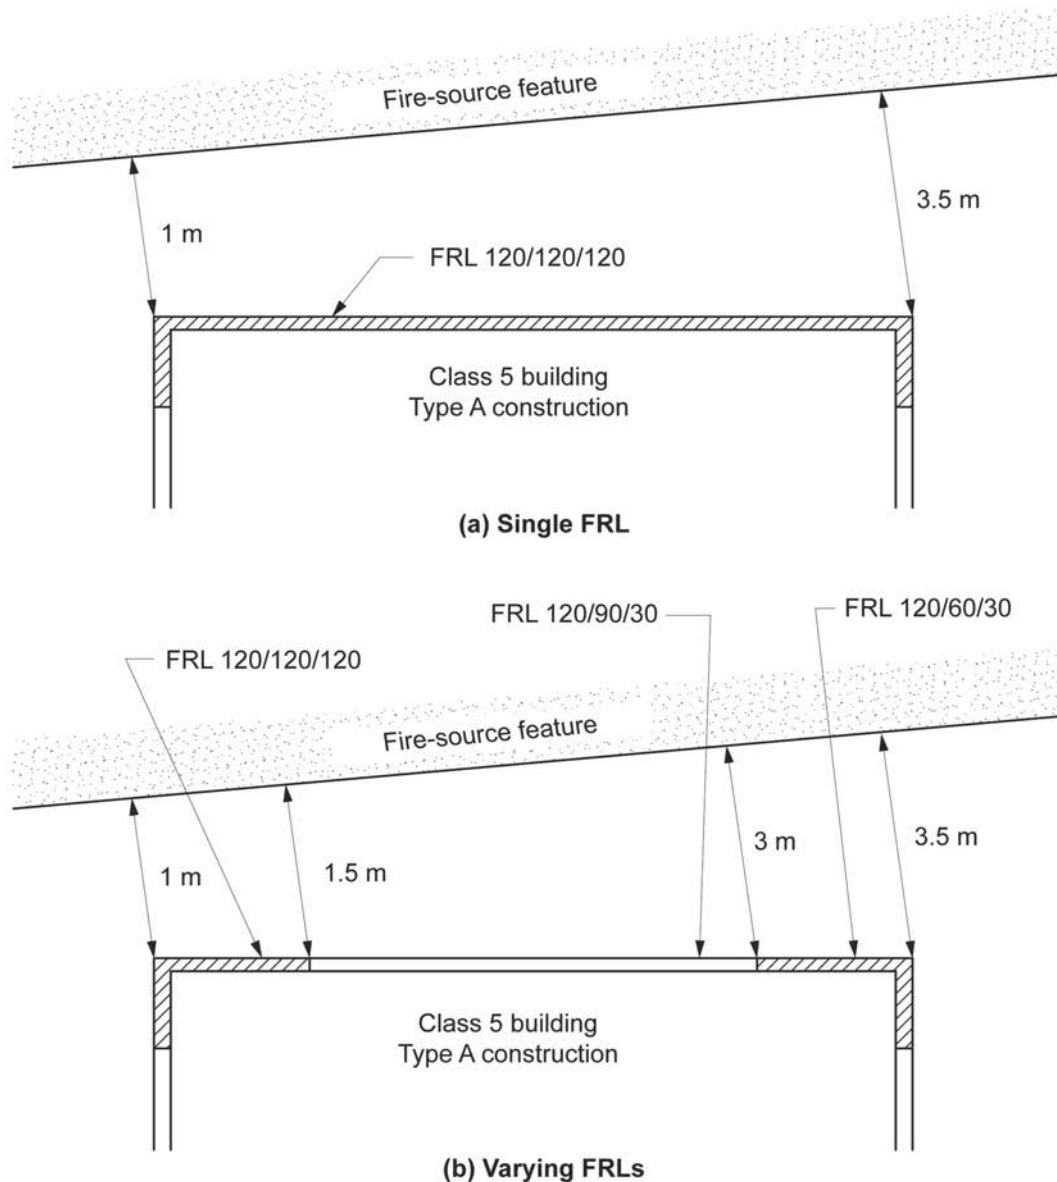 Fire-source feature
3.5 m
1 m
FRL 120/120/120
Class 5 building
Type A construction
(a) Single FRL
FRL 120/90/30
FRL 120/60/30
FRL 120/120/120
Fire-source feature
1 m
1.5 m
3 m
3.5 m
Class 5 building
Type A construction
(b) Varying FRLs